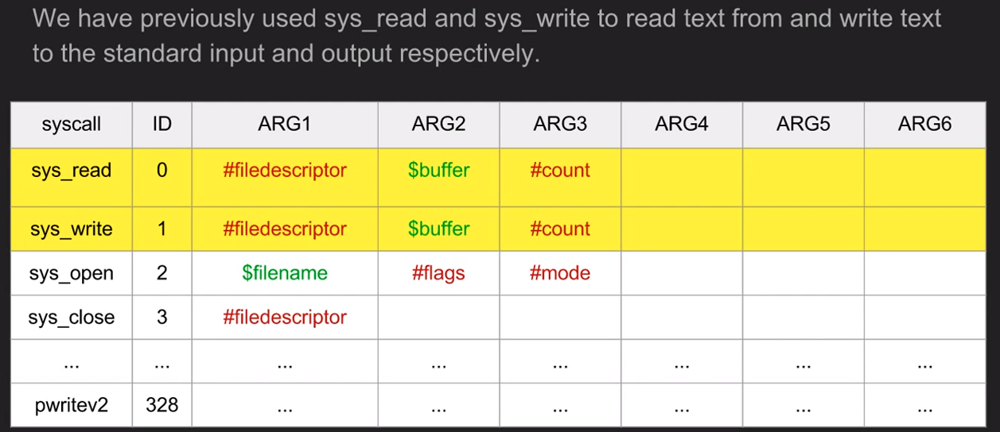 We have previously used sys_read and sys_write to read text from and write text
to the standard input and output respectively.
syscall ID ARG1 ARG2 ARG3 ARG4 ARG5 ARG6
sys_read 0 #filedescriptor $buffer #count
sys_write 1 #filedescriptor $buffer #count
sys_open 2 $filename #flags #mode
sys_close 3 #filedescriptor
... ... ... ... ... ... ... ...
pwritev2 328 ... ... ... ... ... ...